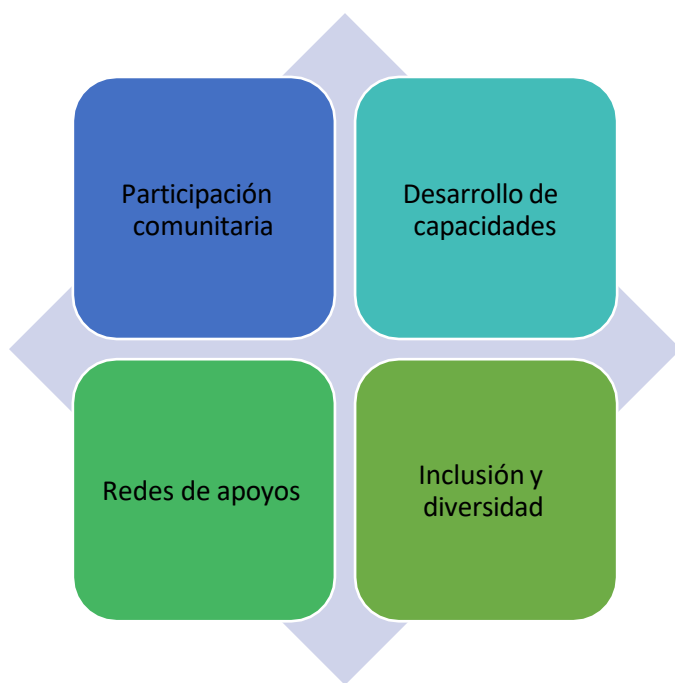 Participación
comunitaria
Desarrollo de
capacidades
Redes de apoyos
Inclusión y
diversidad